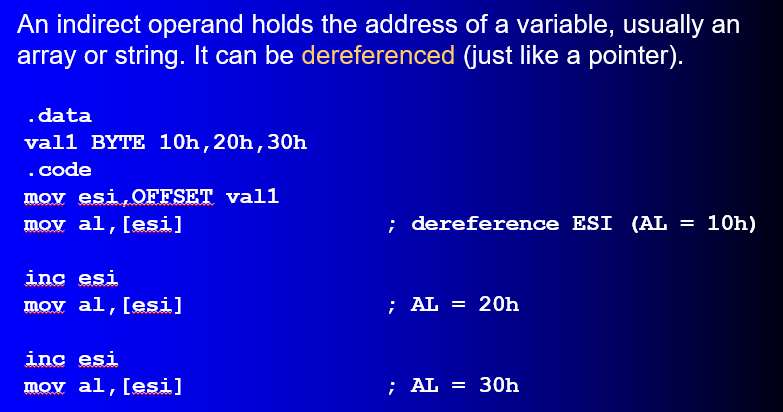 An indirect operand holds the address of a variable, usually an
array or string. It can be dereferenced (just like a pointer).
.data
val1 BYTE 10h,20h,30h
.code
mov esi,OFFSET val1
mov al,[esi] ; dereference ESI (AL = 10h)
inc esi
mov al,[esi] ; AL = 20h
inc esi
mov al,[esi] ; AL = 30h